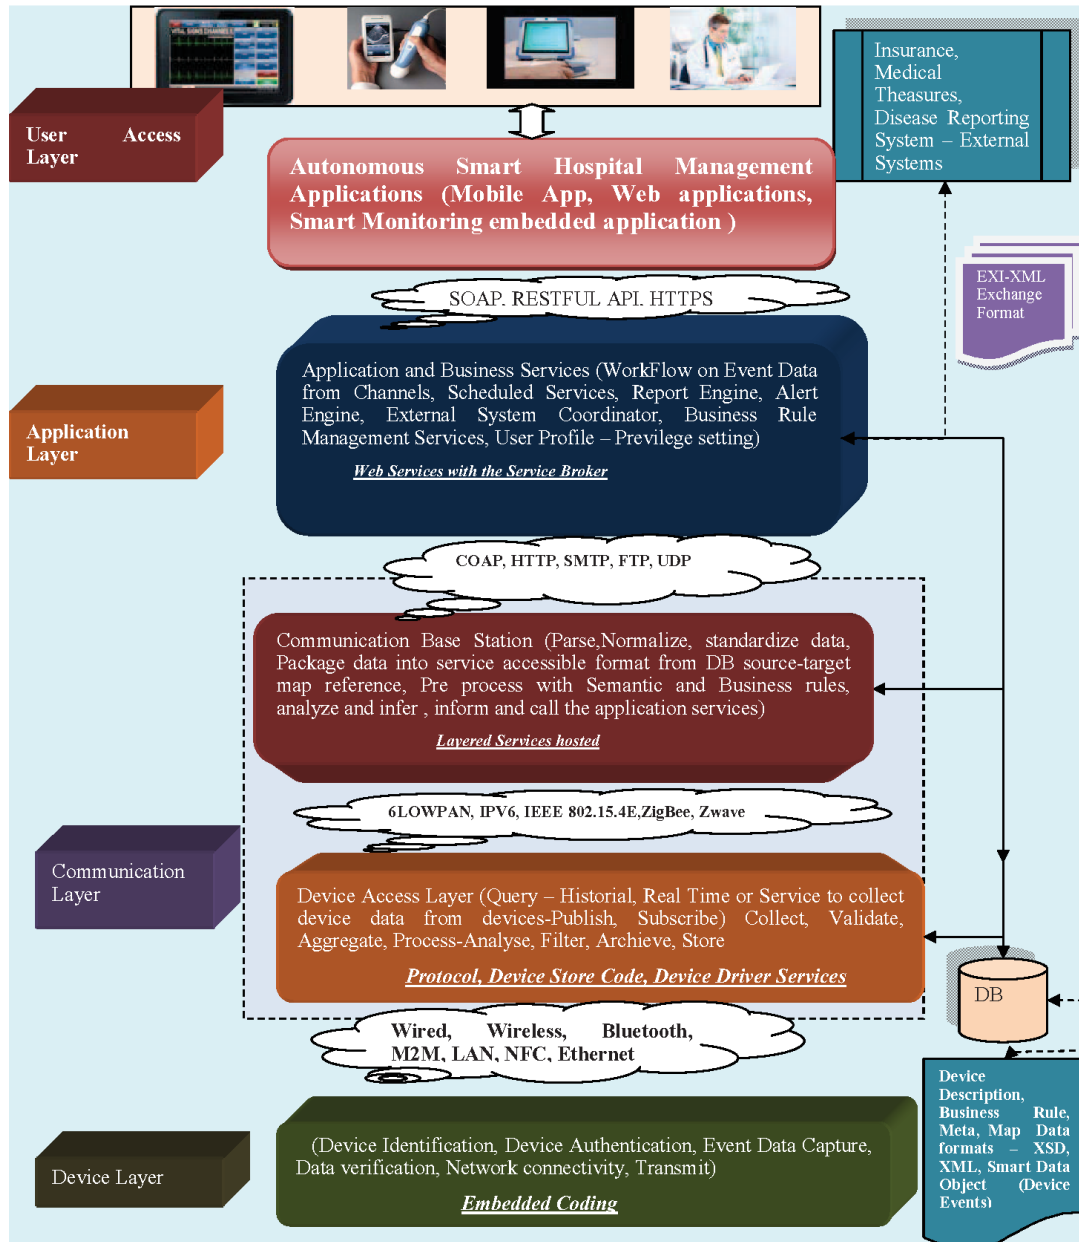 VITAL SIGNS CHANNEL
User Access
Layer
Insurance,
Medical
Theasures,
Disease Reporting
System – External
Systems
Autonomous Smart Hospital Management
Applications (Mobile App, Web applications,
Smart Monitoring embedded application )
SOAP, RESTFUL API, HTTPS
EXI-XML
Exchange
Format
Application
Layer
Application and Business Services (WorkFlow on Event Data
from Channels, Scheduled Services, Report Engine, Alert
Engine, External System Coordinator, Business Rule
Management Services, User Profile – Previlege setting)
Web Services with the Service Broker
COAP, HTTP, SMTP, FTP, UDP
Communication Base Station (Parse,Normalize, standardize data,
Package data into service accessible format from DB source-target
map reference, Pre process with Semantic and Business rules,
analyze and infer , inform and call the application services)
Layered Services hosted
6LOWPAN, IPV6, IEEE 802.15.4E,ZigBee, Zwave
Communication
Layer
Device Access Layer (Query – Historial, Real Time or Service to collect
device data from devices-Publish, Subscribe) Collect, Validate,
Aggregate, Process-Analyse, Filter, Archieve, Store
Protocol, Device Store Code, Device Driver Services
DB
Wired, Wireless, Bluetooth,
M2M, LAN, NFC, Ethernet
Device
Description,
Business Rule,
Meta, Map Data
formats – XSD,
XML, Smart Data
Object (Device
Events)
Device Layer
(Device Identification, Device Authentication, Event Data Capture,
Data verification, Network connectivity, Transmit)
Embedded Coding